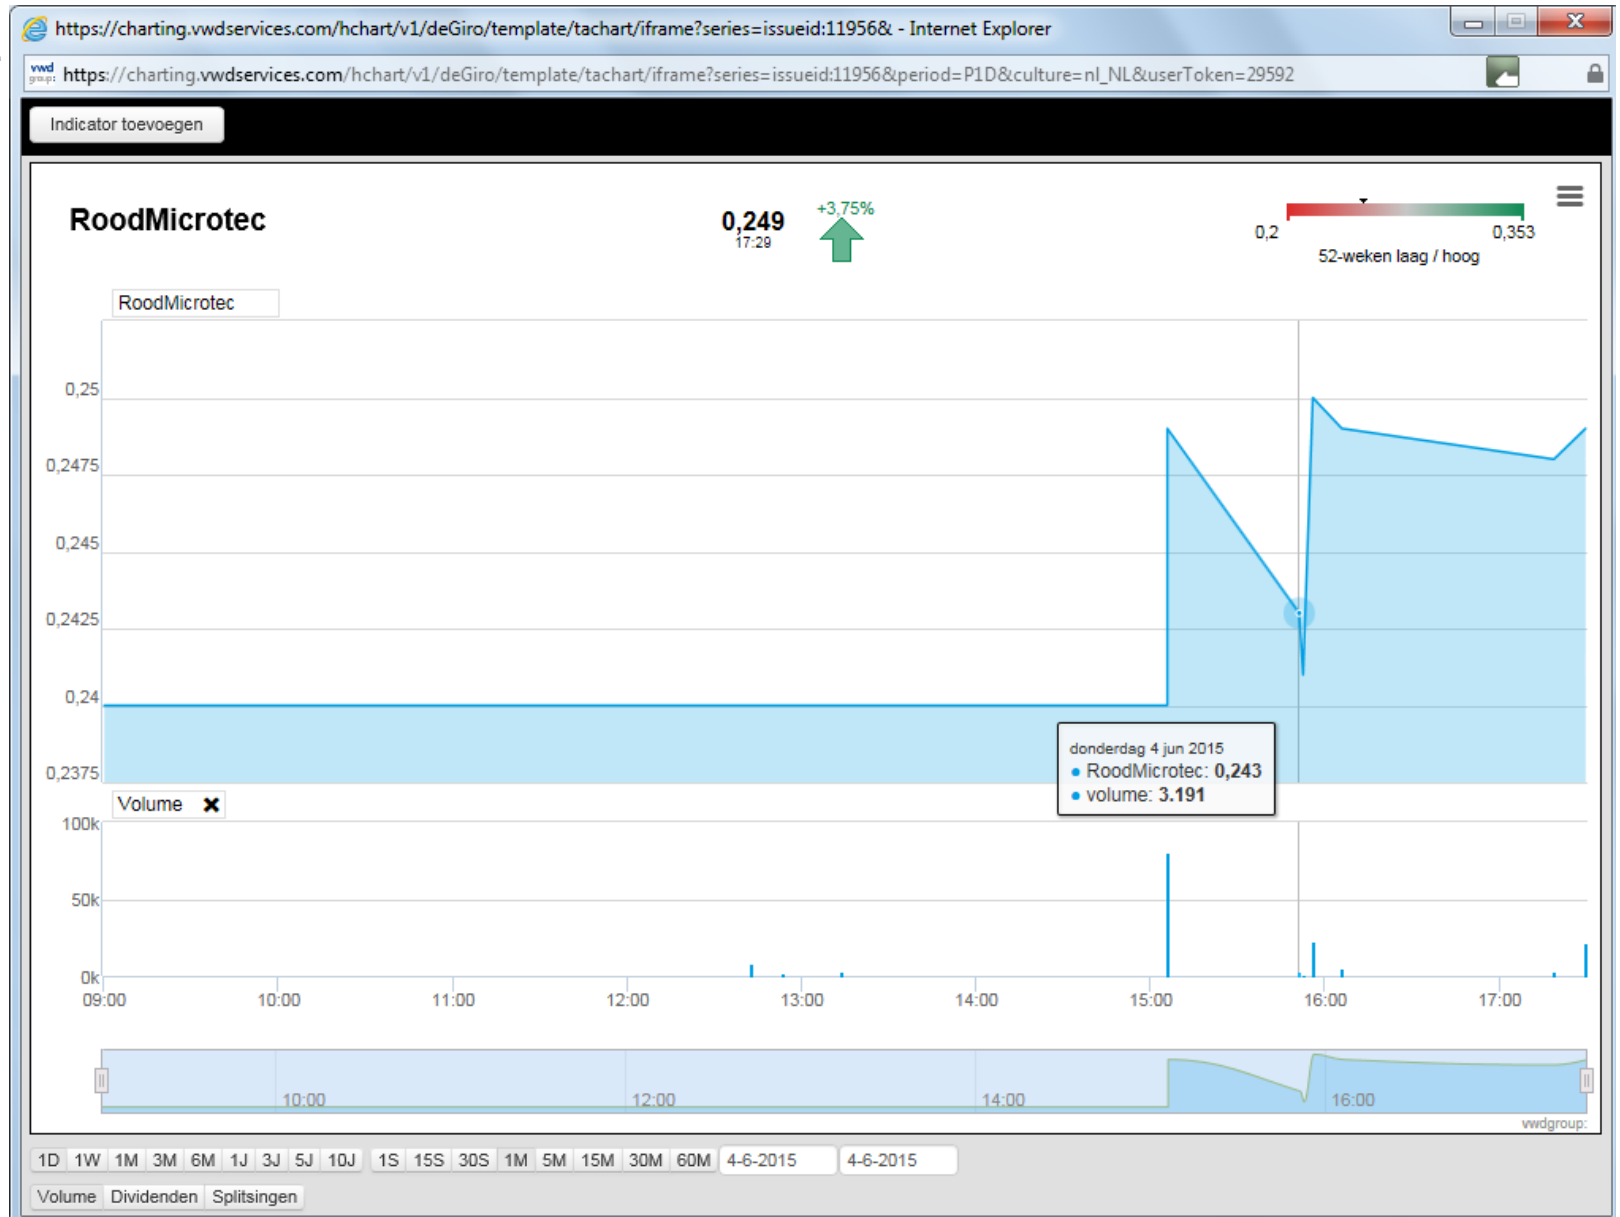 https://charting.vwdservices.com/hchart/v1/deGiro/template/tachart/iframe?series=issueid:11956& - Internet Explorer
vwd group: https://charting.vwdservices.com/hchart/v1/deGiro/template/tachart/iframe?series=issueid:11956&period=P1D&culture=nl_NL&userToken=29592
Indicator toevoegen
RoodMicrotec
0,249
17:29
+3,75%
0,2
0,353
52-weken laag / hoog
RoodMicrotec
0,25
0,2475
0,245
0,2425
0,24
0,2375
donderdag 4 jun 2015
RoodMicrotec: 0,243
volume: 3.191
Volume
100k
50k
0k
09:00 10:00 11:00 12:00 13:00 14:00 15:00 16:00 17:00
10:00 12:00 14:00 16:00
vwdgroup:
1D 1W 1M 3M 6M 1J 3J 5J 10J 1S 15S 30S 1M 5M 15M 30M 60M 4-6-2015 4-6-2015
Volume Dividenden Splitsingen